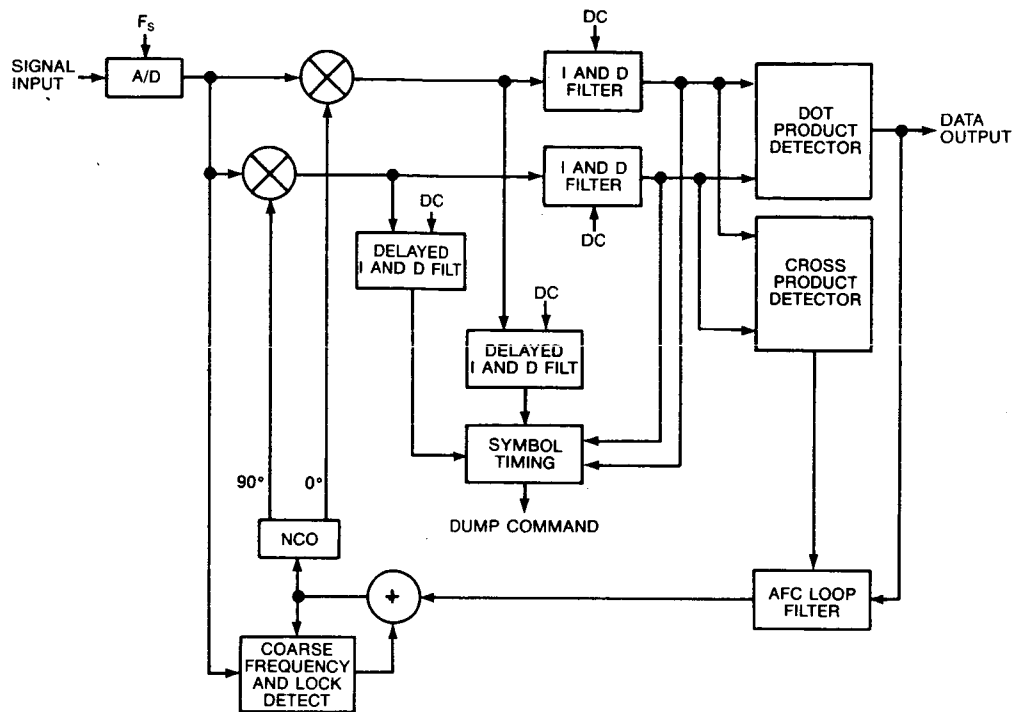 F_S
SIGNAL
INPUT
A/D
DC
I AND D
FILTER
DOT
PRODUCT
DETECTOR
DATA
OUTPUT
I AND D
FILTER
DC
DC
DELAYED
I AND D FILT
CROSS
PRODUCT
DETECTOR
DC
DELAYED
I AND D FILT
SYMBOL
TIMING
90°
0°
DUMP COMMAND
NCO
+
AFC LOOP
FILTER
COARSE
FREQUENCY
AND LOCK
DETECT